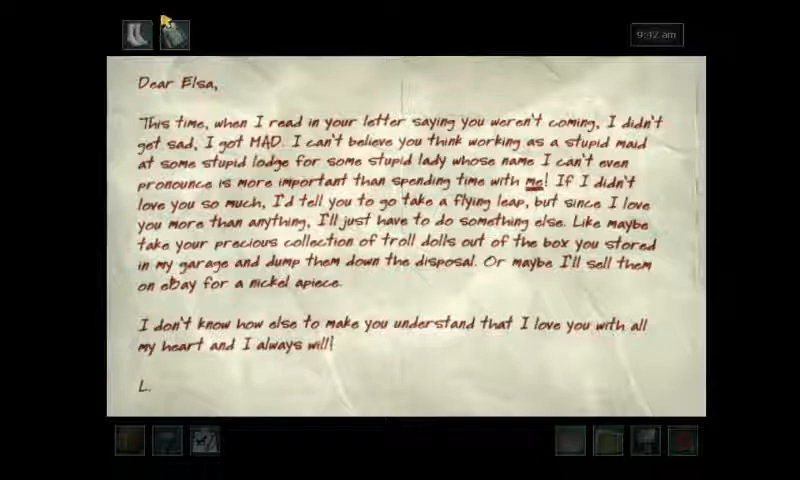 9:42 am
Dear Elsa,
This time, when I read in your letter saying you weren't coming, I didn't
get sad, I got MAD. I can't believe you think working as a stupid maid
at some stupid lodge for some stupid lady whose name I can't even
pronounce is more important than spending time with me! If I didn't
love you so much, I'd tell you to go take a flying leap, but since I love
you more than anything, I'll just have to do something else. Like maybe
take your precious collection of troll dolls out of the box you stored
in my garage and dump them down the disposal. Or maybe I'll sell them
on eBay for a nickel apiece.
I don't know how else to make you understand that I love you with all
my heart and I always will!
L.